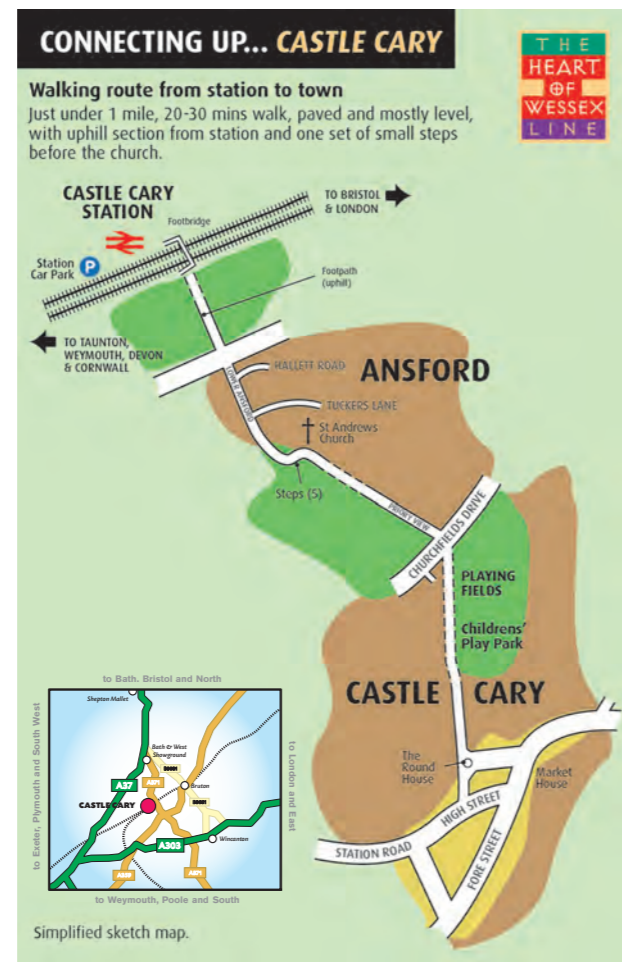 CONNECTING UP... CASTLE CARY
THE
HEART
OF
WESSEX
LINE
Walking route from station to town
Just under 1 mile, 20-30 mins walk, paved and mostly level,
with uphill section from station and one set of small steps
before the church.
CASTLE CARY
STATION
TO BRISTOL
& LONDON
Footbridge
Station
Car Park
P
Footpath
(uphill)
TO TAUNTON,
WEYMOUTH, DEVON
& CORNWALL
HALLETT ROAD
ANSFORD
LOWER ANSFORD
TUCKERS LANE
St Andrews
Church
Steps (5)
PRIORY VIEW
CHURCHFIELDS DRIVE
PLAYING
FIELDS
Childrens'
Play Park
CASTLE CARY
The
Round
House
Market
House
HIGH STREET
STATION ROAD
FORE STREET
to Bath. Bristol and North
to Exeter, Plymouth and South West
to London and East
Shepton Mallet
Bath & West
Showground
A37
A371
Bruton
CASTLE CARY
A303
Wincanton
A371
to Weymouth, Poole and South
Simplified sketch map.